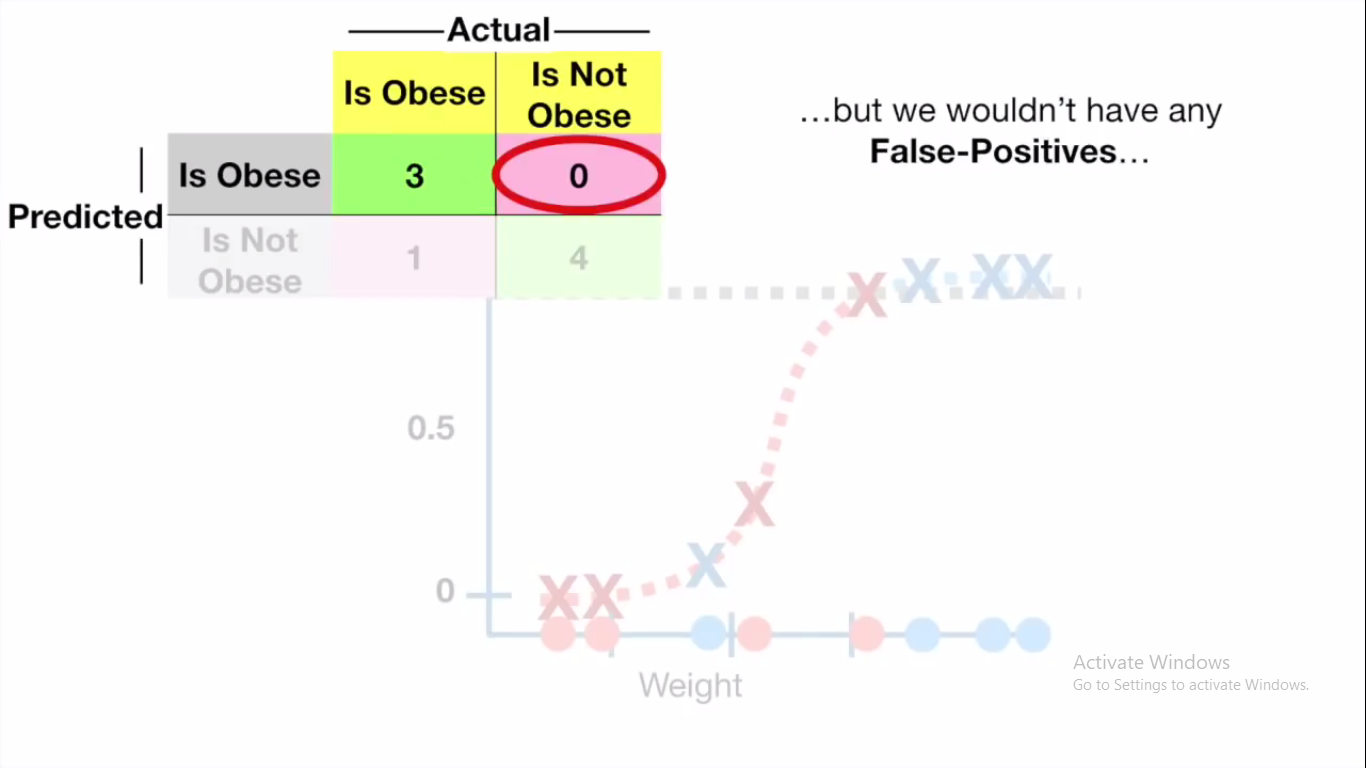 Actual
Is Obese
Is Not
Obese
…but we wouldn’t have any
False-Positives…
Predicted
Is Obese 3 0
Is Not
Obese
1 4
X X X X
0.5
X
X
0 X X
Weight
Activate Windows
Go to Settings to activate Windows.